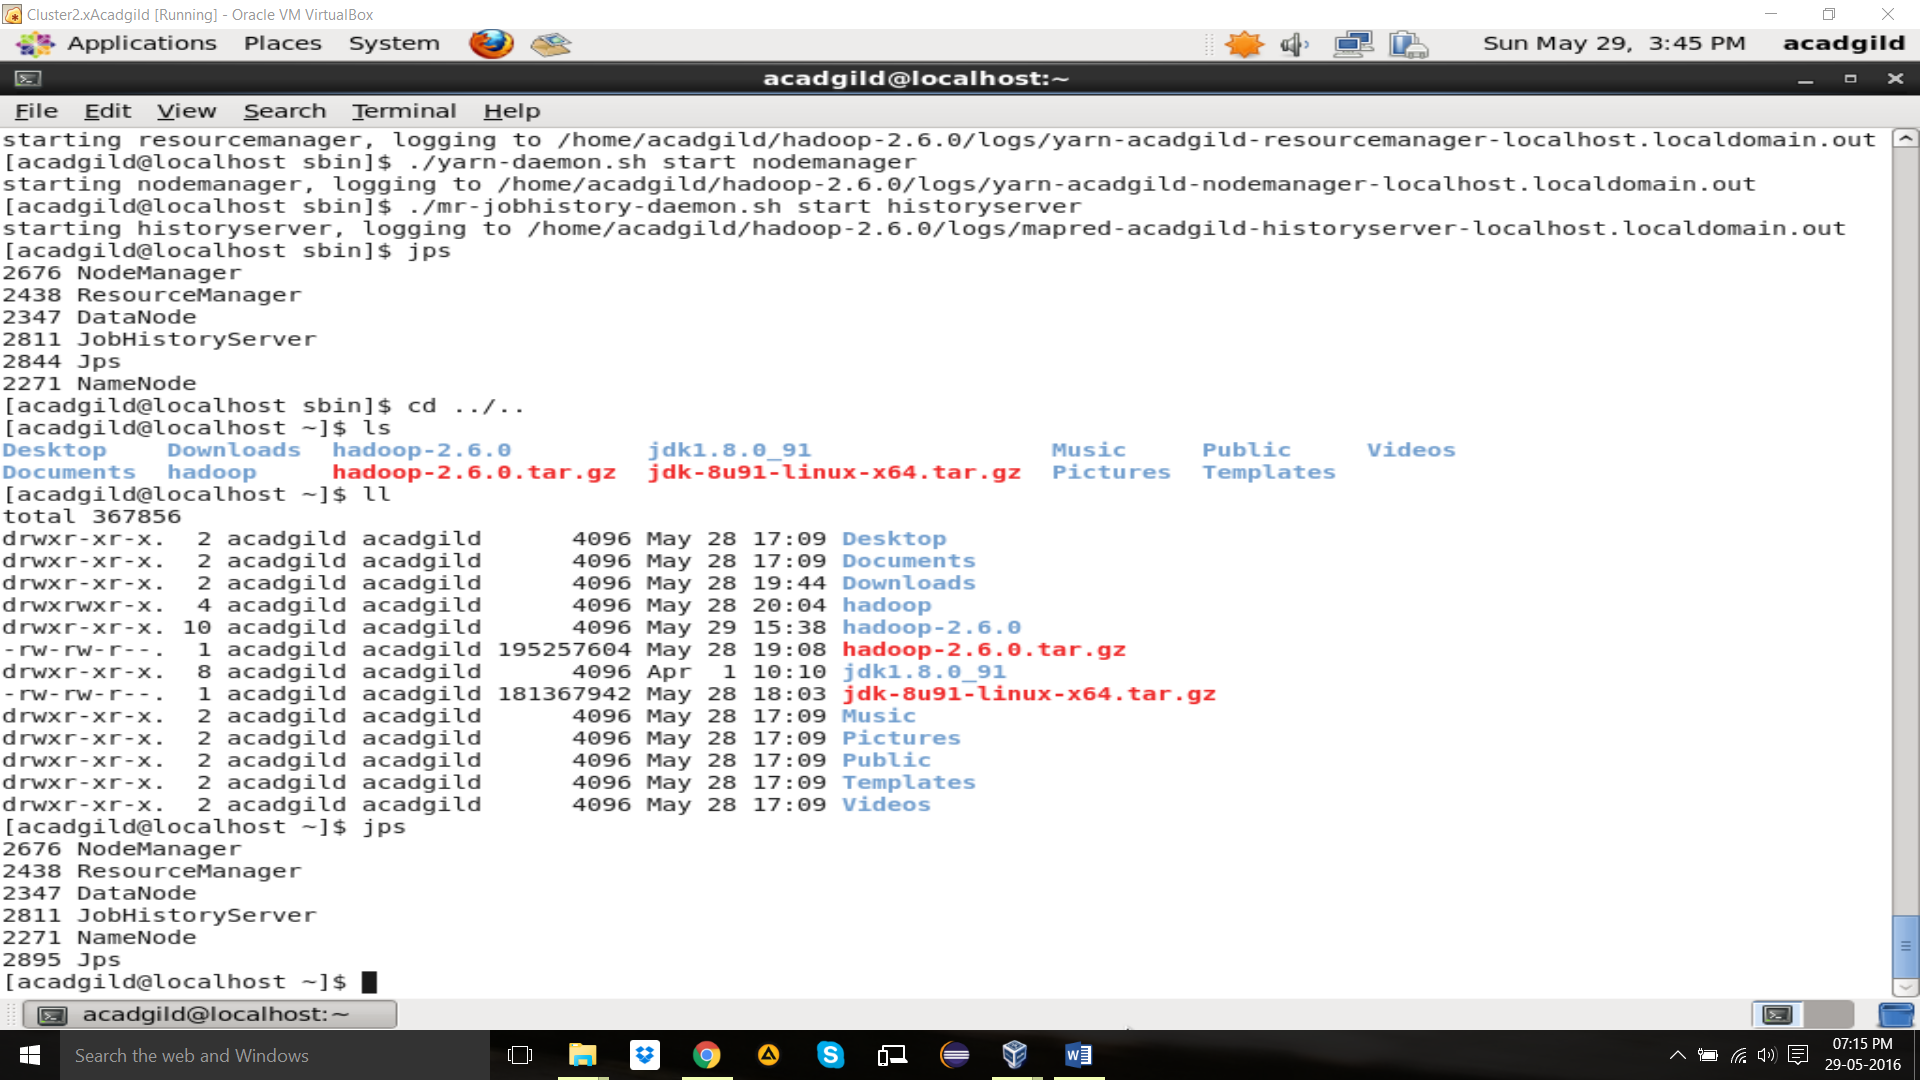 Cluster2.xAcadgild [Running] - Oracle VM VirtualBox
Applications Places System Sun May 29, 3:45 PM acadgild
acadgild@localhost:~
File Edit View Search Terminal Help
starting resourcemanager, logging to /home/acadgild/hadoop-2.6.0/logs/yarn-acadgild-resourcemanager-localhost.localdomain.out
[acadgild@localhost sbin]$ ./yarn-daemon.sh start nodemanager
starting nodemanager, logging to /home/acadgild/hadoop-2.6.0/logs/yarn-acadgild-nodemanager-localhost.localdomain.out
[acadgild@localhost sbin]$ ./mr-jobhistory-daemon.sh start historyserver
starting historyserver, logging to /home/acadgild/hadoop-2.6.0/logs/mapred-acadgild-historyserver-localhost.localdomain.out
[acadgild@localhost sbin]$ jps
2676 NodeManager
2438 ResourceManager
2347 DataNode
2811 JobHistoryServer
2844 Jps
2271 NameNode
[acadgild@localhost sbin]$ cd ../..
[acadgild@localhost ~]$ ls
Desktop Downloads hadoop-2.6.0 jdk1.8.0_91 Music Public Videos
Documents hadoop hadoop-2.6.0.tar.gz jdk-8u91-linux-x64.tar.gz Pictures Templates
[acadgild@localhost ~]$ ll
total 367856
drwxr-xr-x. 2 acadgild acadgild 4096 May 28 17:09 Desktop
drwxr-xr-x. 2 acadgild acadgild 4096 May 28 17:09 Documents
drwxr-xr-x. 2 acadgild acadgild 4096 May 28 19:44 Downloads
drwxrwxr-x. 4 acadgild acadgild 4096 May 28 20:04 hadoop
drwxr-xr-x. 10 acadgild acadgild 4096 May 29 15:38 hadoop-2.6.0
-rw-rw-r--. 1 acadgild acadgild 195257604 May 28 19:08 hadoop-2.6.0.tar.gz
drwxr-xr-x. 8 acadgild acadgild 4096 Apr 1 10:10 jdk1.8.0_91
-rw-rw-r--. 1 acadgild acadgild 181367942 May 28 18:03 jdk-8u91-linux-x64.tar.gz
drwxr-xr-x. 2 acadgild acadgild 4096 May 28 17:09 Music
drwxr-xr-x. 2 acadgild acadgild 4096 May 28 17:09 Pictures
drwxr-xr-x. 2 acadgild acadgild 4096 May 28 17:09 Public
drwxr-xr-x. 2 acadgild acadgild 4096 May 28 17:09 Templates
drwxr-xr-x. 2 acadgild acadgild 4096 May 28 17:09 Videos
[acadgild@localhost ~]$ jps
2676 NodeManager
2438 ResourceManager
2347 DataNode
2811 JobHistoryServer
2271 NameNode
2895 Jps
[acadgild@localhost ~]$
acadgild@localhost:~
Search the web and Windows
07:15 PM
29-05-2016